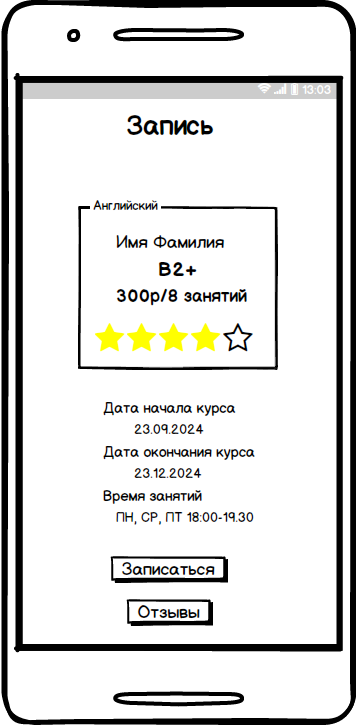 13:03
Запись
Английский
Имя Фамилия
B2+
300р/8 занятий
Дата начала курса
23.09.2024
Дата окончания курса
23.12.2024
Время занятий
ПН, СР, ПТ 18:00-19.30
Записаться
Отзывы